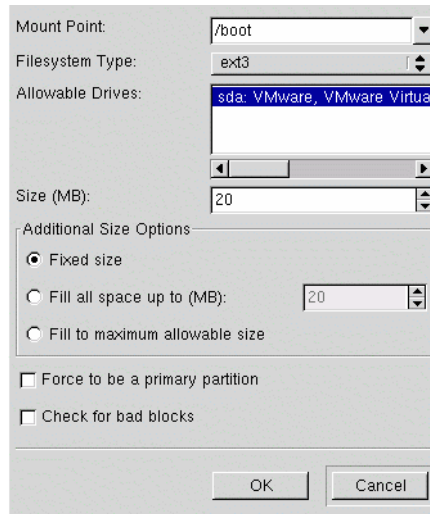 Mount Point: /boot
Filesystem Type: ext3
Allowable Drives: sda: VMware, VMware Virtua
Size (MB): 20
Additional Size Options
Fixed size
Fill all space up to (MB): 20
Fill to maximum allowable size
Force to be a primary partition
Check for bad blocks
OK Cancel